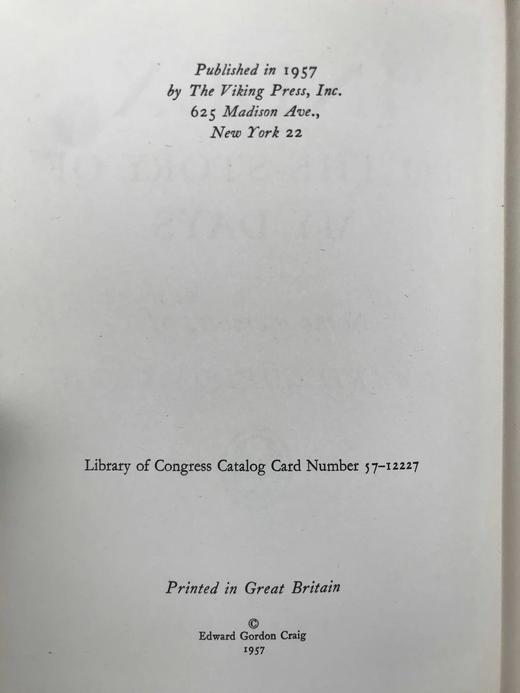 Published in 1957
by The Viking Press, Inc.
625 Madison Ave.,
New York 22
Library of Congress Catalog Card Number 57–12227
Printed in Great Britain
©
Edward Gordon Craig
1957